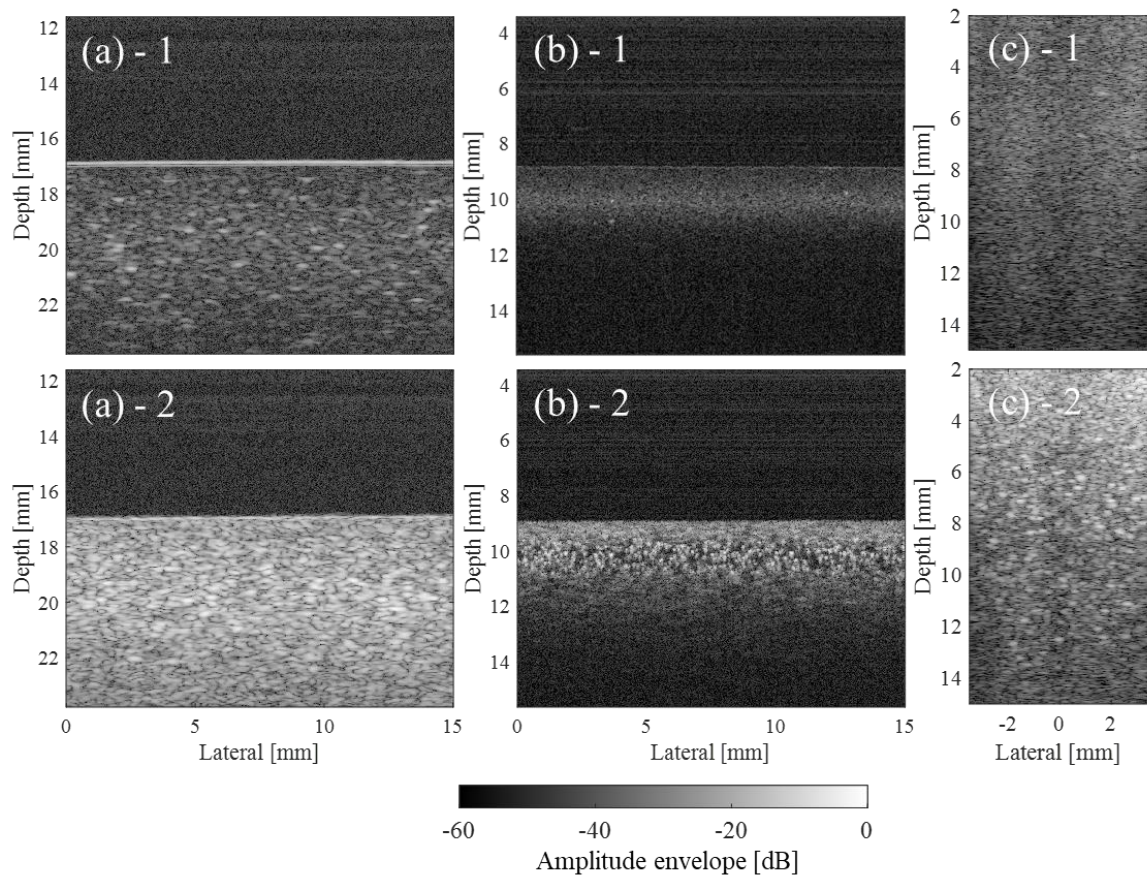 (a) - 1
12
14
16
18
20
22
Depth [mm]
(b) - 1
4
6
8
10
12
14
Depth [mm]
(c) - 1
2
4
6
8
10
12
14
Depth [mm]
(a) - 2
12
14
16
18
20
22
Depth [mm]
0 5 10 15
Lateral [mm]
(b) - 2
4
6
8
10
12
14
Depth [mm]
0 5 10 15
Lateral [mm]
(c) - 2
2
4
6
8
10
12
14
Depth [mm]
-2 0 2
Lateral [mm]
-60 -40 -20 0
Amplitude envelope [dB]